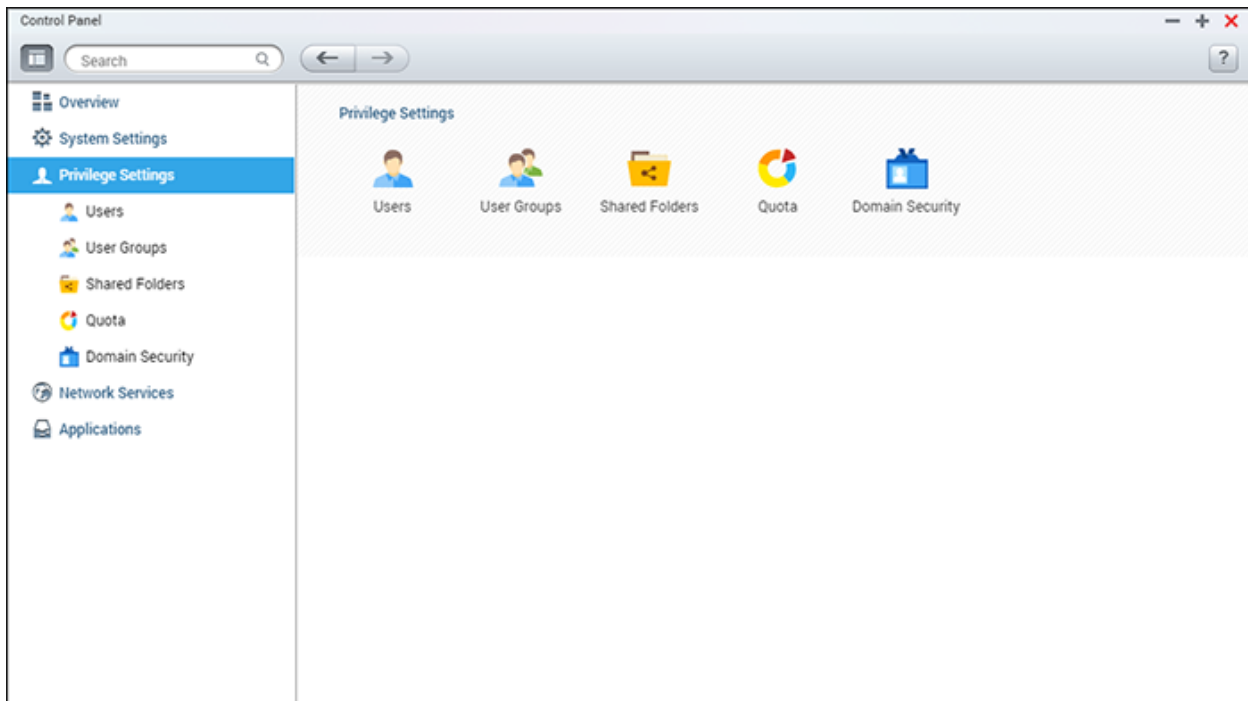 Control Panel
Search
?
Overview
System Settings
Privilege Settings
Users
User Groups
Shared Folders
Quota
Domain Security
Network Services
Applications
Privilege Settings
Users User Groups Shared Folders Quota Domain Security